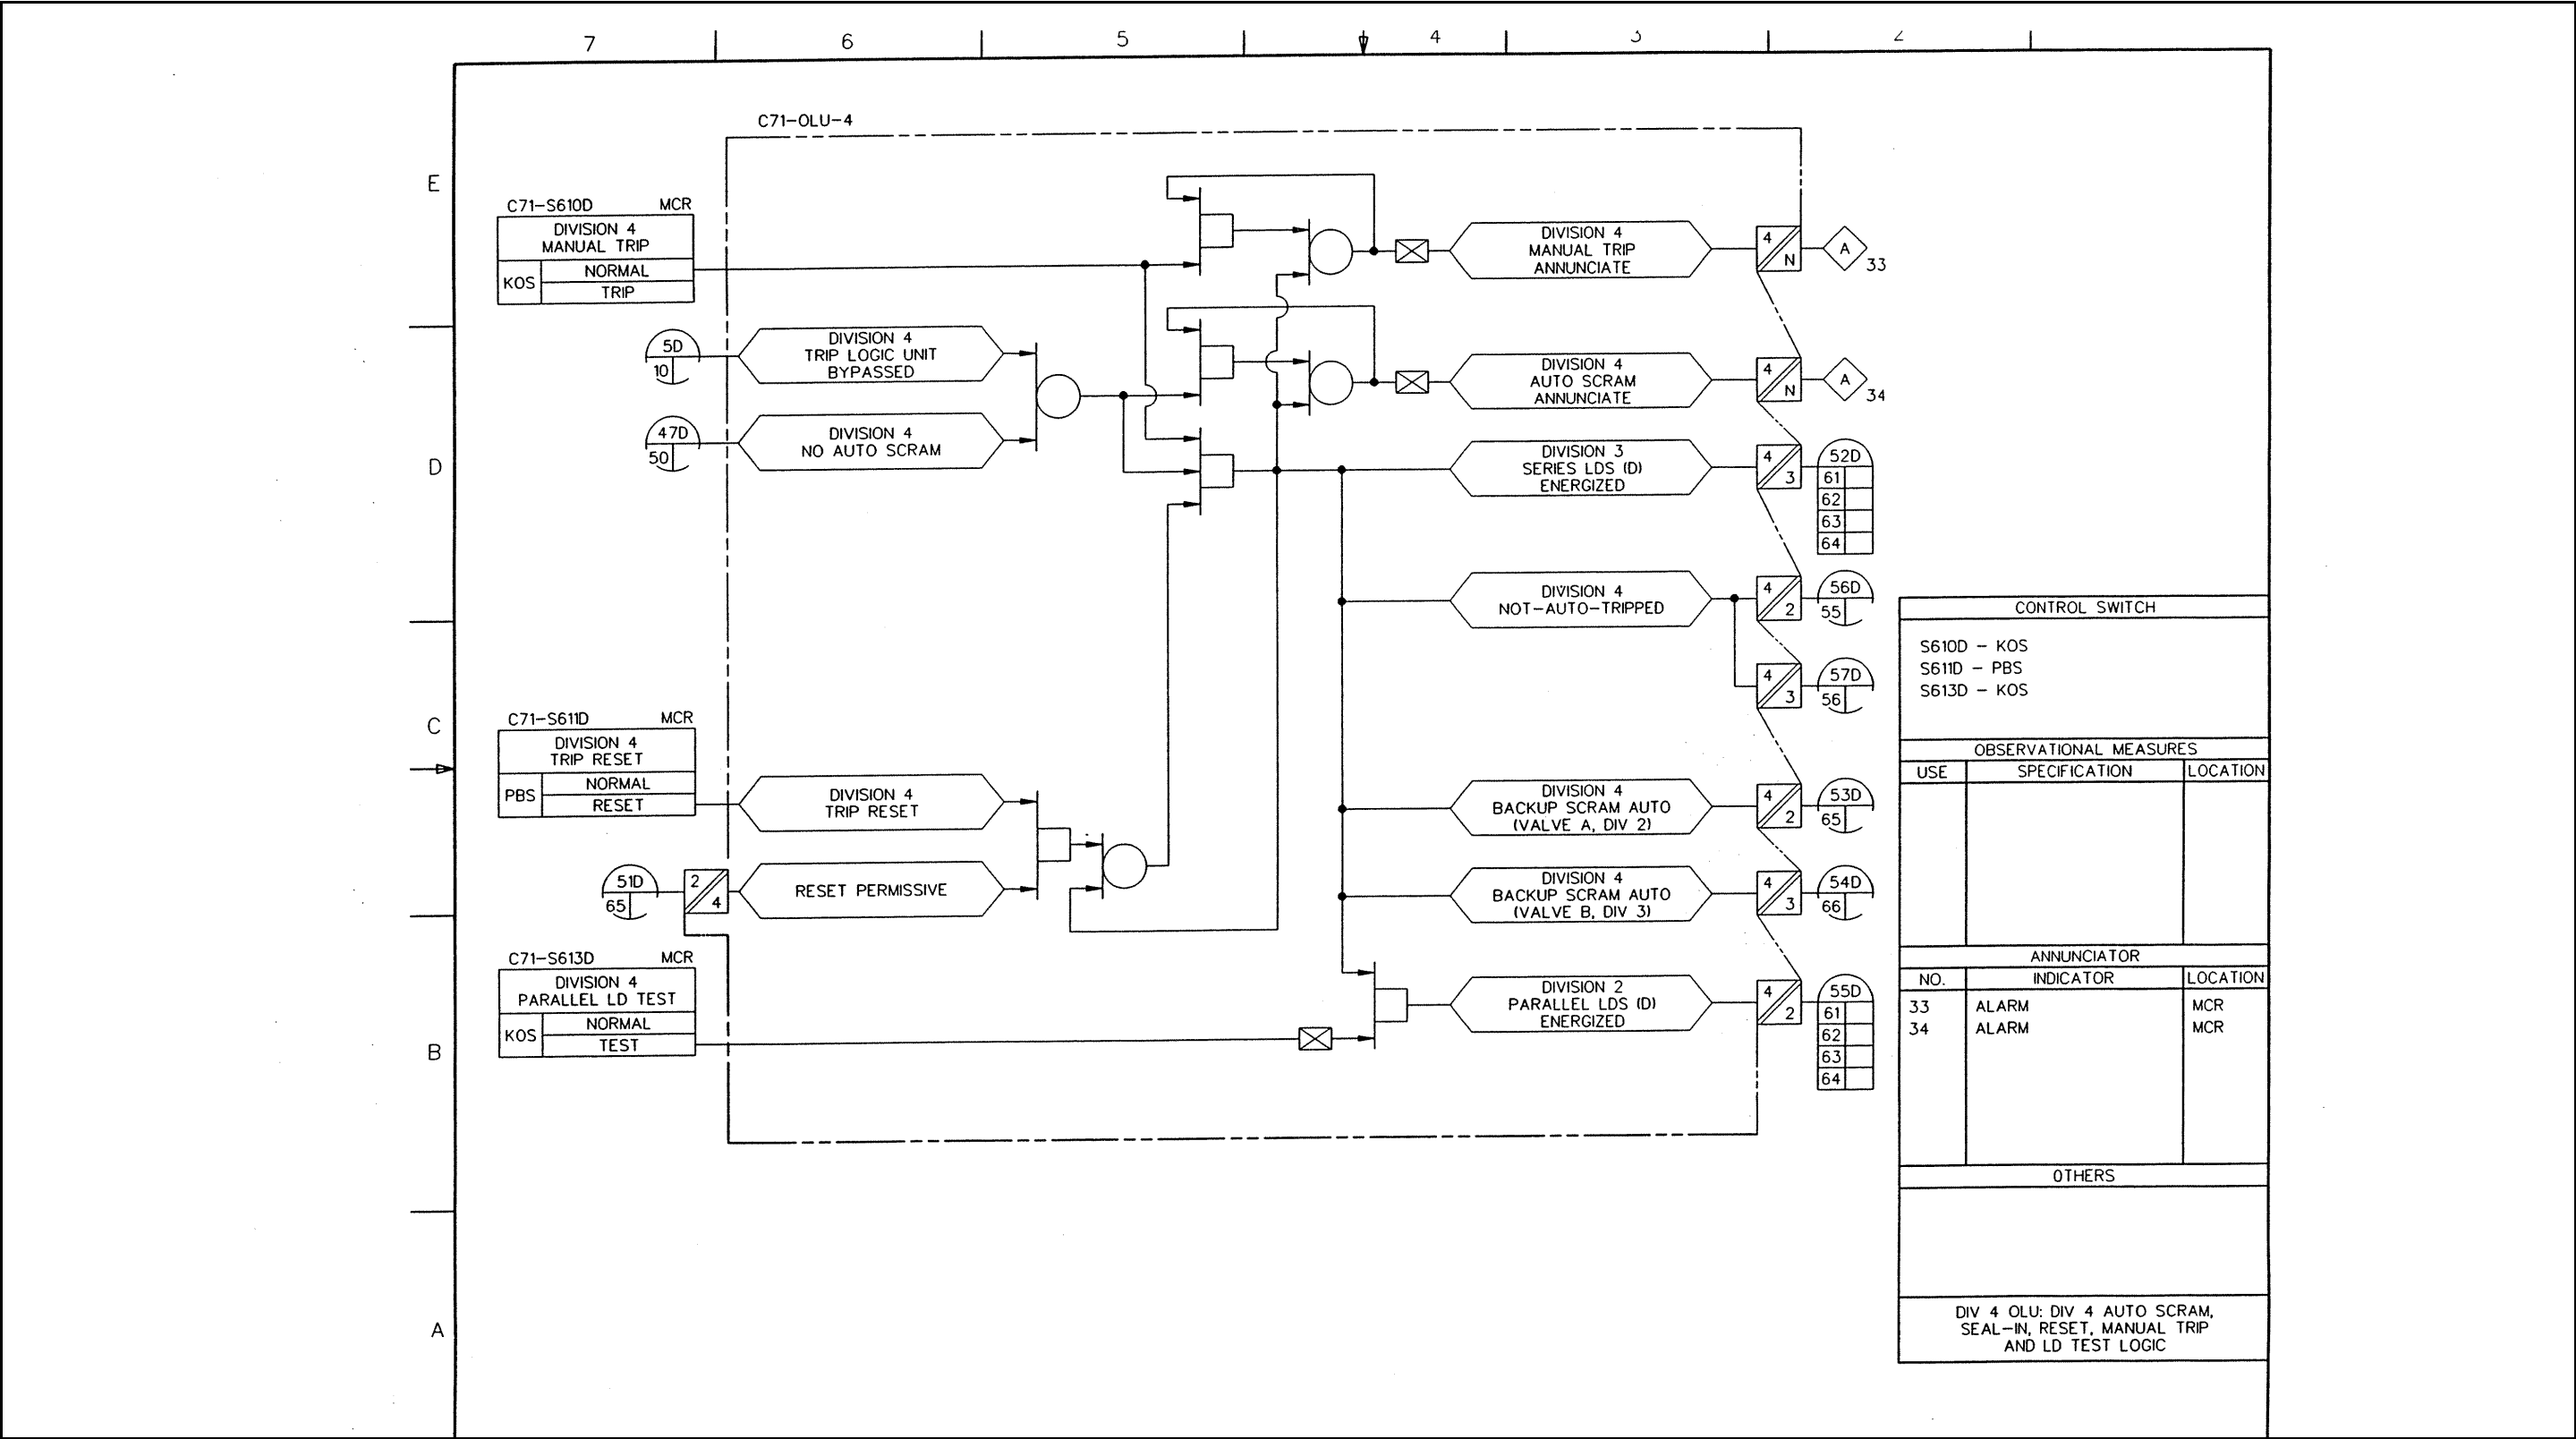 7
6
5
4
3
2
E
D
C
B
A
C71-OLU-4
C71-S610D MCR
DIVISION 4
MANUAL TRIP
KOS
NORMAL
TRIP
5D
10
DIVISION 4
TRIP LOGIC UNIT
BYPASSED
47D
50
DIVISION 4
NO AUTO SCRAM
C71-S611D MCR
DIVISION 4
TRIP RESET
PBS
NORMAL
RESET
DIVISION 4
TRIP RESET
51D
65
2
4
RESET PERMISSIVE
C71-S613D MCR
DIVISION 4
PARALLEL LD TEST
KOS
NORMAL
TEST
DIVISION 4
MANUAL TRIP
ANNUNCIATE
4
N
A
33
DIVISION 4
AUTO SCRAM
ANNUNCIATE
4
N
A
34
DIVISION 3
SERIES LDS (D)
ENERGIZED
4
3
52D
61
62
63
64
DIVISION 4
NOT-AUTO-TRIPPED
4
2
56D
55
4
3
57D
56
DIVISION 4
BACKUP SCRAM AUTO
(VALVE A, DIV 2)
4
2
53D
65
DIVISION 4
BACKUP SCRAM AUTO
(VALVE B, DIV 3)
4
3
54D
66
DIVISION 2
PARALLEL LDS (D)
ENERGIZED
4
2
55D
61
62
63
64
CONTROL SWITCH
S610D - KOS
S611D - PBS
S613D - KOS
OBSERVATIONAL MEASURES
USE SPECIFICATION LOCATION
ANNUNCIATOR
NO. INDICATOR LOCATION
33 ALARM MCR
34 ALARM MCR
OTHERS
DIV 4 OLU: DIV 4 AUTO SCRAM,
SEAL-IN, RESET, MANUAL TRIP
AND LD TEST LOGIC